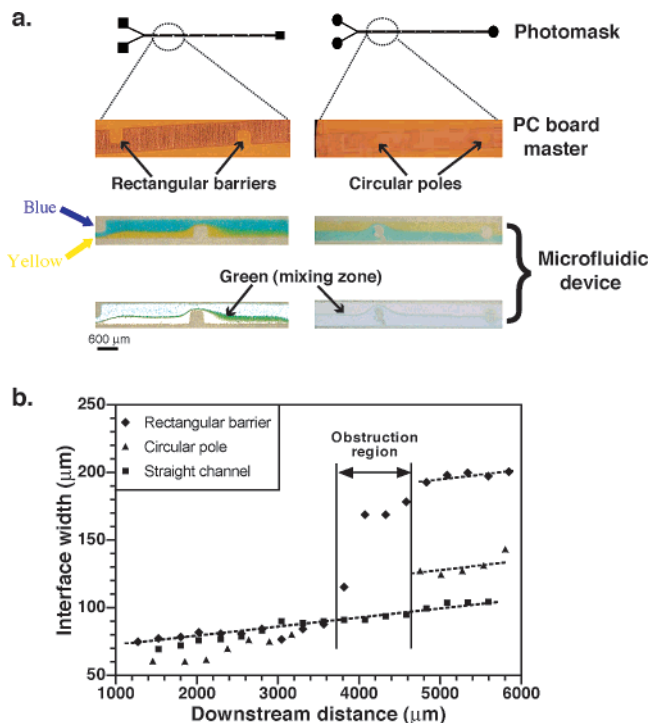 a.
Photomask
PC board
master
Rectangular barriers
Circular poles
Blue
Yellow
Green (mixing zone)
Microfluidic
device
600 μm
b.
Interface width (μm)
250
200
150
100
50
Rectangular barrier
Circular pole
Straight channel
Obstruction
region
1000 2000 3000 4000 5000 6000
Downstream distance (μm)